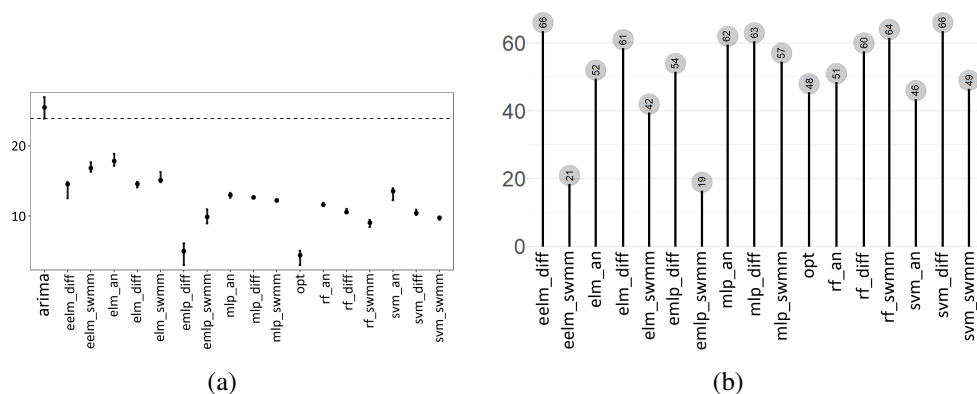 20
10
arima
eelm_diff
eelm_swmm
elm_an
elm_diff
elm_swmm
emlp_diff
emlp_swmm
mlp_an
mlp_diff
mlp_swmm
opt
rf_an
rf_diff
rf_swmm
svm_an
svm_diff
svm_swmm
(a)
60
40
20
0
66
21
52
61
42
54
19
62
63
57
48
51
60
64
46
66
49
eelm_diff
eelm_swmm
elm_an
elm_diff
elm_swmm
emlp_diff
emlp_swmm
mlp_an
mlp_diff
mlp_swmm
opt
rf_an
rf_diff
rf_swmm
svm_an
svm_diff
svm_swmm
(b)